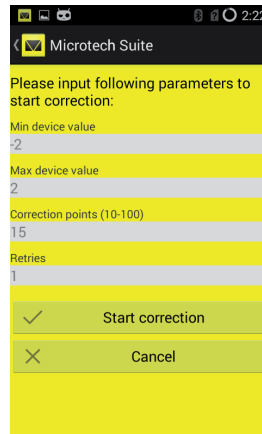 2:22
Microtech Suite
Please input following parameters to
start correction:
Min device value
-2
Max device value
2
Correction points (10-100)
15
Retries
1
Start correction
Cancel